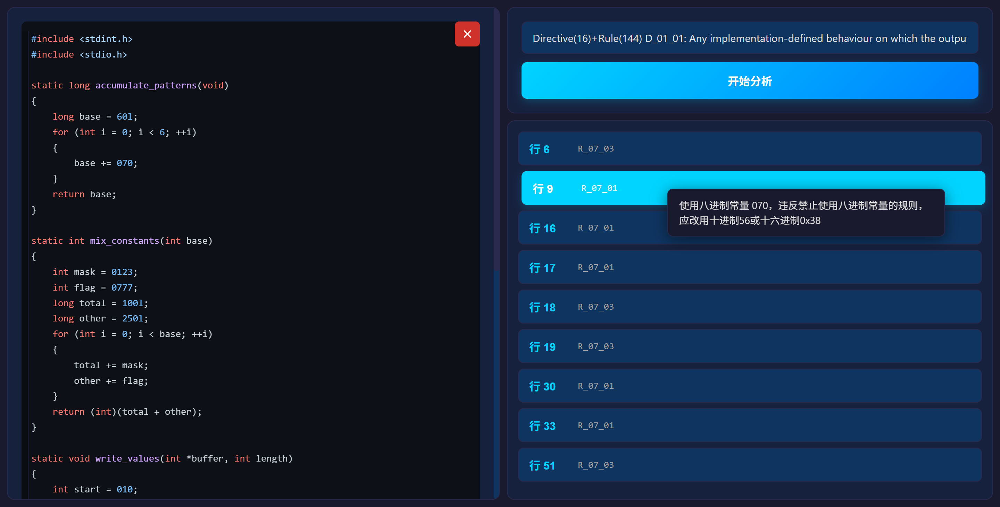 #include <stdint.h>
#include <stdio.h>
static long accumulate_patterns(void)
{
    long base = 60l;
    for (int i = 0; i < 6; ++i)
    {
        base += 070;
    }
    return base;
}
static int mix_constants(int base)
{
    int mask = 0123;
    int flag = 0777;
    long total = 100l;
    long other = 250l;
    for (int i = 0; i < base; ++i)
    {
        total += mask;
        other += flag;
    }
    return (int)(total + other);
}
static void write_values(int *buffer, int length)
{
    int start = 010;
Directive(16)+Rule(144) D_01_01: Any implementation-defined behaviour on which the output
开始分析
行 6 R_07_03
行 9 R_07_01
使用八进制常量 070，违反禁止使用八进制常量的规则，
应改用十进制56或十六进制0x38
行 16 R_07_01
行 17 R_07_01
行 18 R_07_03
行 19 R_07_03
行 30 R_07_01
行 33 R_07_01
行 51 R_07_03